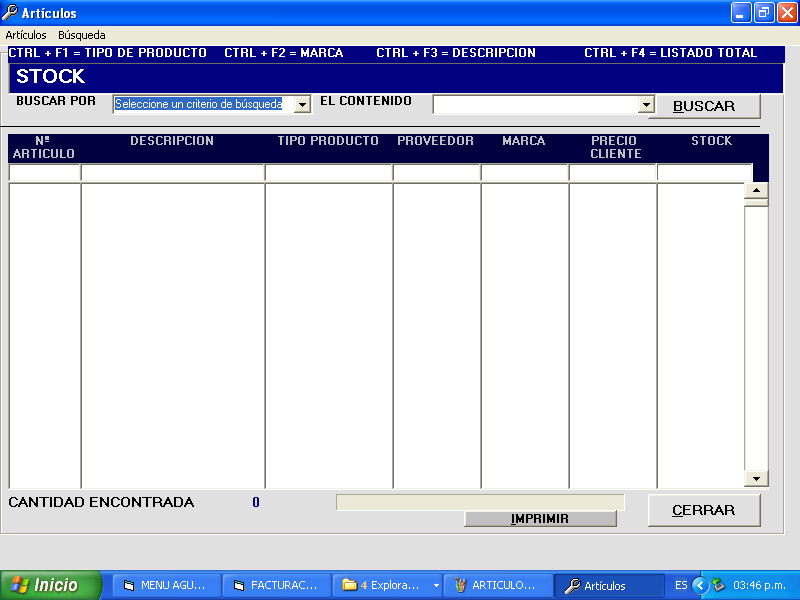 Artículos
Artículos Búsqueda
CTRL + F1 = TIPO DE PRODUCTO CTRL + F2 = MARCA CTRL + F3 = DESCRIPCION CTRL + F4 = LISTADO TOTAL
STOCK
BUSCAR POR Seleccione un criterio de búsqueda EL CONTENIDO BUSCAR
Nº ARTICULO DESCRIPCION TIPO PRODUCTO PROVEEDOR MARCA PRECIO CLIENTE STOCK
CANTIDAD ENCONTRADA 0
IMPRIMIR
CERRAR
Inicio MENU AGU... FACTURAC... 4 Explora... ARTICULO... Artículos ES 03:46 p.m.